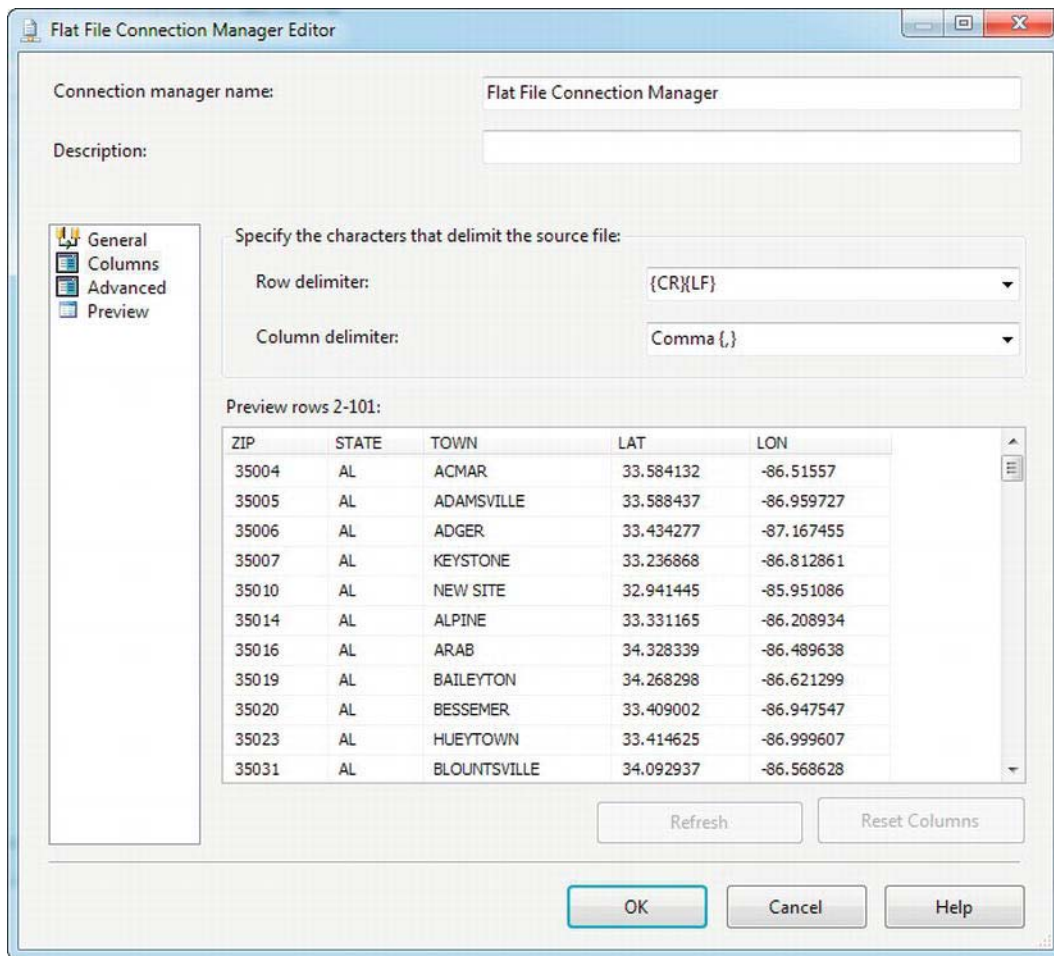 Flat File Connection Manager Editor
Connection manager name:
Flat File Connection Manager
Description:
General
Columns
Advanced
Preview
Specify the characters that delimit the source file:
Row delimiter:
{CR}{LF}
Column delimiter:
Comma {,}
Preview rows 2-101:
ZIP STATE TOWN LAT LON
35004 AL ACMAR 33.584132 -86.51557
35005 AL ADAMSVILLE 33.588437 -86.959727
35006 AL ADGER 33.434277 -87.167455
35007 AL KEYSTONE 33.236868 -86.812861
35010 AL NEW SITE 32.941445 -85.951086
35014 AL ALPINE 33.331165 -86.208934
35016 AL ARAB 34.328339 -86.489638
35019 AL BAILEYTON 34.268298 -86.621299
35020 AL BESSEMER 33.409002 -86.947547
35023 AL HUEYTOWN 33.414625 -86.999607
35031 AL BLOUNTSVILLE 34.092937 -86.568628
Refresh
Reset Columns
OK
Cancel
Help